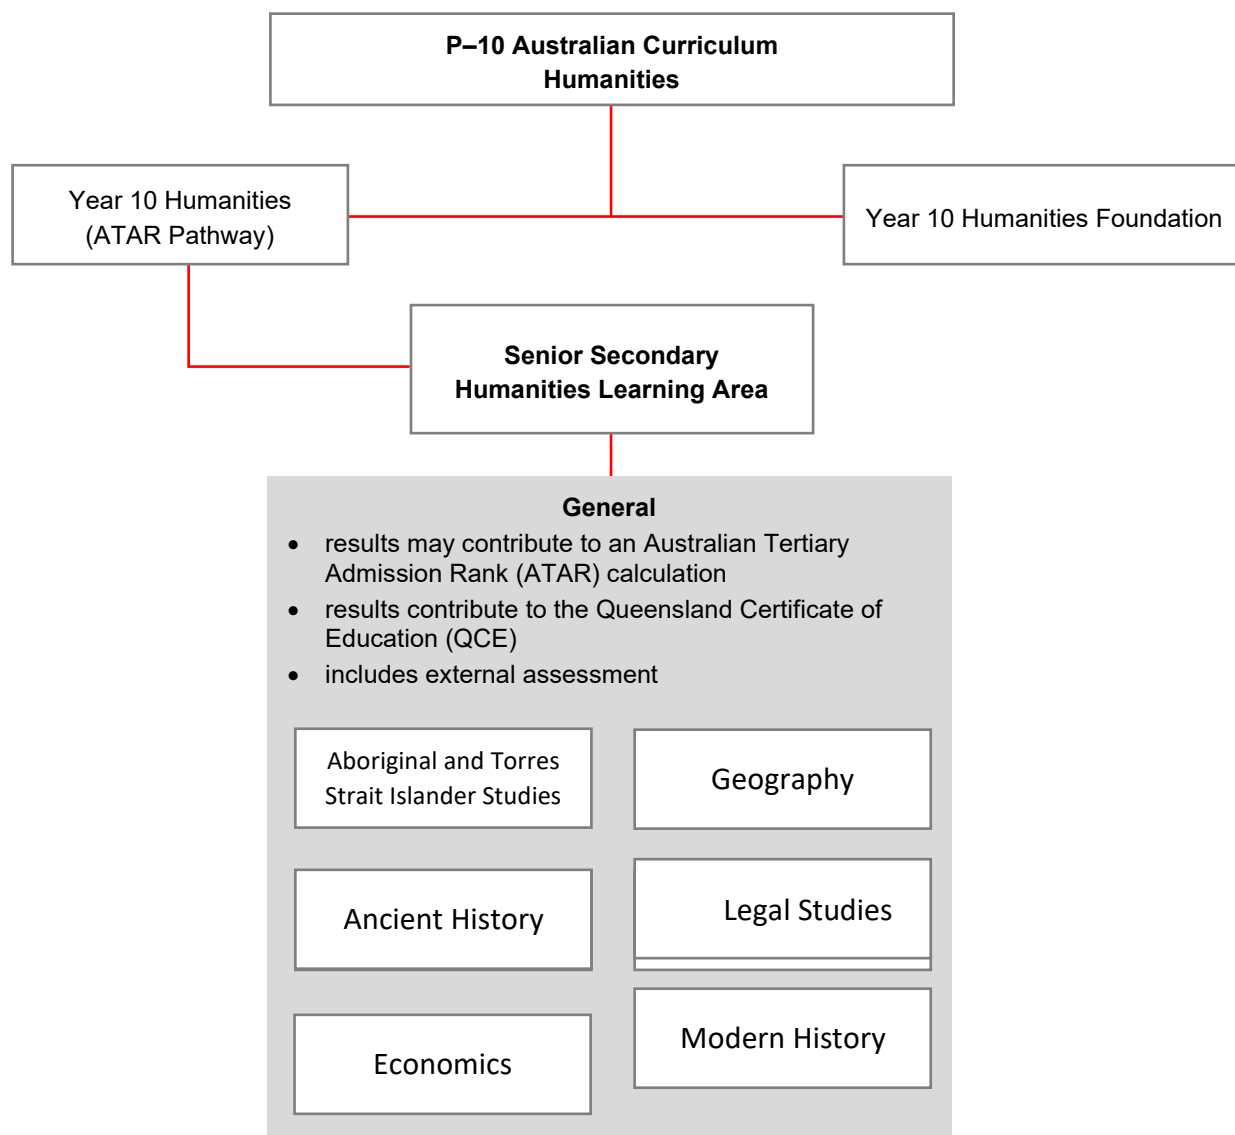 P–10 Australian Curriculum
Humanities
Year 10 Humanities
(ATAR Pathway)
Year 10 Humanities Foundation
Senior Secondary
Humanities Learning Area
General
• results may contribute to an Australian Tertiary
Admission Rank (ATAR) calculation
• results contribute to the Queensland Certificate of
Education (QCE)
• includes external assessment
Aboriginal and Torres
Strait Islander Studies
Geography
Ancient History
Legal Studies
Economics
Modern History